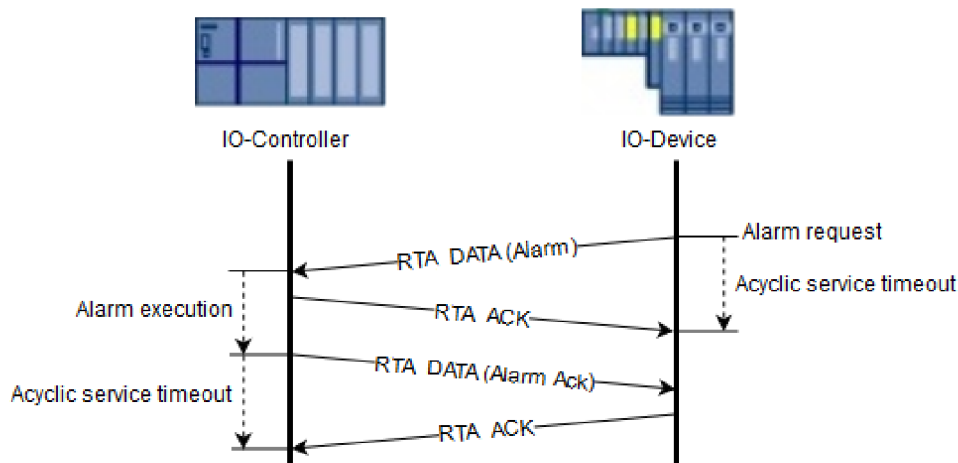 IO-Controller
IO-Device
Alarm request
RTA DATA (Alarm)
Acyclic service timeout
Alarm execution
RTA ACK
RTA DATA (Alarm Ack)
Acyclic service timeout
RTA ACK